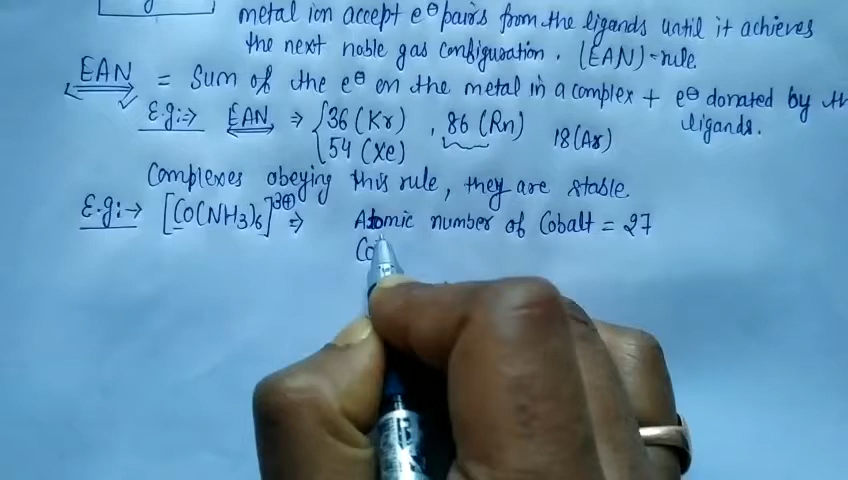 metal ion accept e⊖ pairs from the ligands until it achieves
the next noble gas configuration. (EAN)-rule.
EAN = Sum of the e⊖ on the metal in a complex + e⊖ donated by th
ligands.
E.g:-> EAN => {36 (Kr), 86 (Rn) 18 (Ar)
54 (Xe)
Complexes obeying this rule, they are stable.
E.g:-> [Co(NH3)6]3⊕ => Atomic number of Cobalt = 27
Co